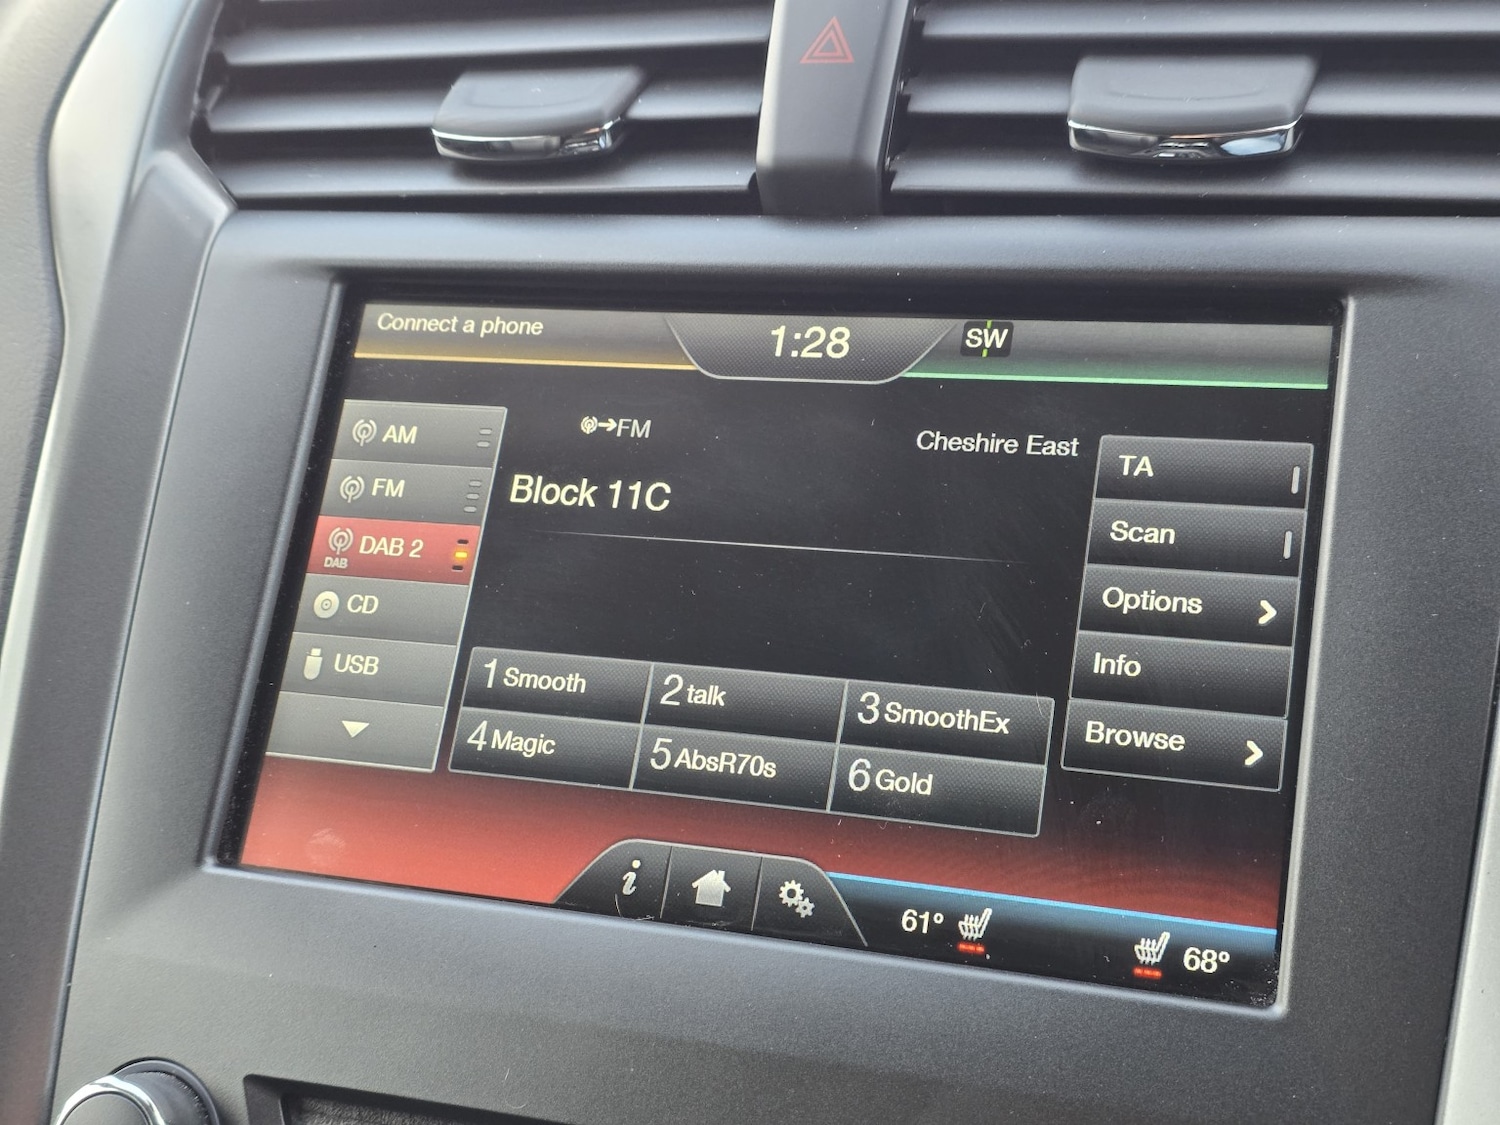 Connect a phone
1:28
SW
AM
FM
DAB
DAB 2
CD
USB
FM
Cheshire East
Block 11C
1 Smooth
2 talk
3 SmoothEx
4 Magic
5 AbsR70s
6 Gold
TA
Scan
Options
Info
Browse
i
61°
68°